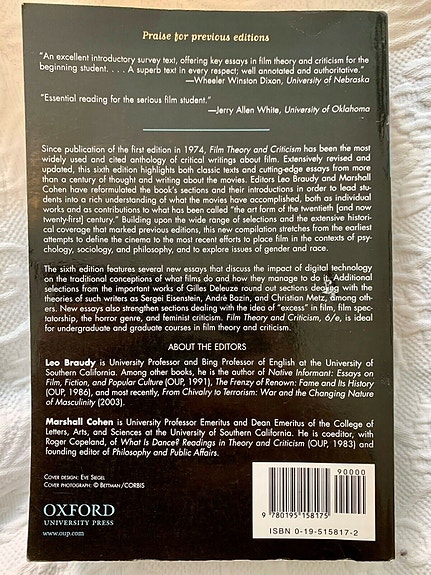 Praise for previous editions
"An excellent introductory survey text, offering key essays in film theory and criticism for the
beginning student. . . . A superb text in every respect; well annotated and authoritative."
—Wheeler Winston Dixon, University of Nebraska
"Essential reading for the serious film student."
—Jerry Allen White, University of Oklahoma
Since publication of the first edition in 1974, Film Theory and Criticism has been the most
widely used and cited anthology of critical writings about film. Extensively revised and
updated, this sixth edition highlights both classic texts and cutting-edge essays from more
than a century of thought and writing about the movies. Editors Leo Braudy and Marshall
Cohen have reformulated the book's sections and their introductions in order to lead stu-
dents into a rich understanding of what the movies have accomplished, both as individual
works and as contributions to what has been called "the art form of the twentieth [and now
twenty-first] century." Building upon the wide range of selections and the extensive histori-
cal coverage that marked previous editions, this new compilation stretches from the earliest
attempts to define the cinema to the most recent efforts to place film in the contexts of psy-
chology, sociology, and philosophy, and to explore issues of gender and race.
The sixth edition features several new essays that discuss the impact of digital technology
on the traditional conceptions of what films do and how they manage to do it. Additional
selections from the important works of Gilles Deleuze round out sections dealing with the
theories of such writers as Sergei Eisenstein, André Bazin, and Christian Metz, among oth-
ers. New essays also strengthen sections dealing with the idea of "excess" in film, film spec-
tatorship, the horror genre, and feminist criticism. Film Theory and Criticism, 6/e, is ideal
for undergraduate and graduate courses in film theory and criticism.
ABOUT THE EDITORS
Leo Braudy is University Professor and Bing Professor of English at the University of
Southern California. Among other books, he is the author of Native Informant: Essays on
Film, Fiction, and Popular Culture (OUP, 1991), The Frenzy of Renown: Fame and Its History
(OUP, 1986), and most recently, From Chivalry to Terrorism: War and the Changing Nature
of Masculinity (2003).
Marshall Cohen is University Professor Emeritus and Dean Emeritus of the College of
Letters, Arts, and Sciences at the University of Southern California. He is coeditor, with
Roger Copeland, of What Is Dance? Readings in Theory and Criticism (OUP, 1983) and
founding editor of Philosophy and Public Affairs.
COVER DESIGN: EVE SIEGEL
COVER PHOTOGRAPH: © BETTMAN/CORBIS
OXFORD
UNIVERSITY PRESS
www.oup.com
90000
9 780195 158175
ISBN 0-19-515817-2